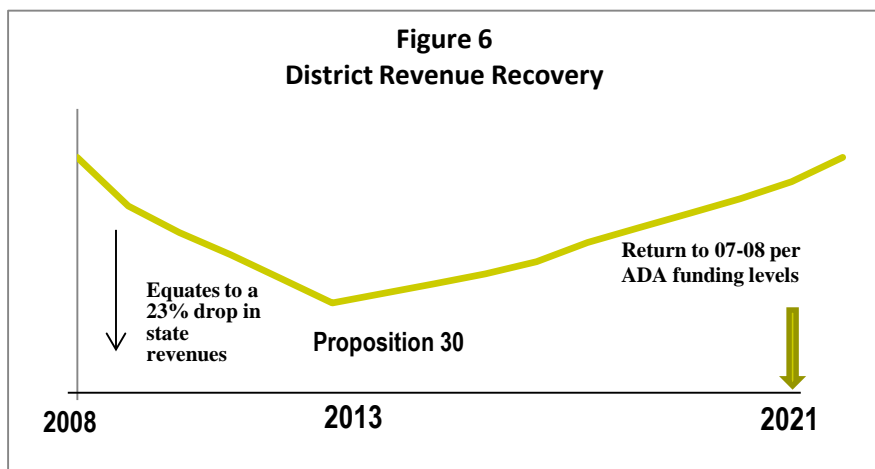 Figure 6
District Revenue Recovery
Return to 07-08 per
ADA funding levels
Equates to a
23% drop in
state
revenues
Proposition 30
2008
2013
2021